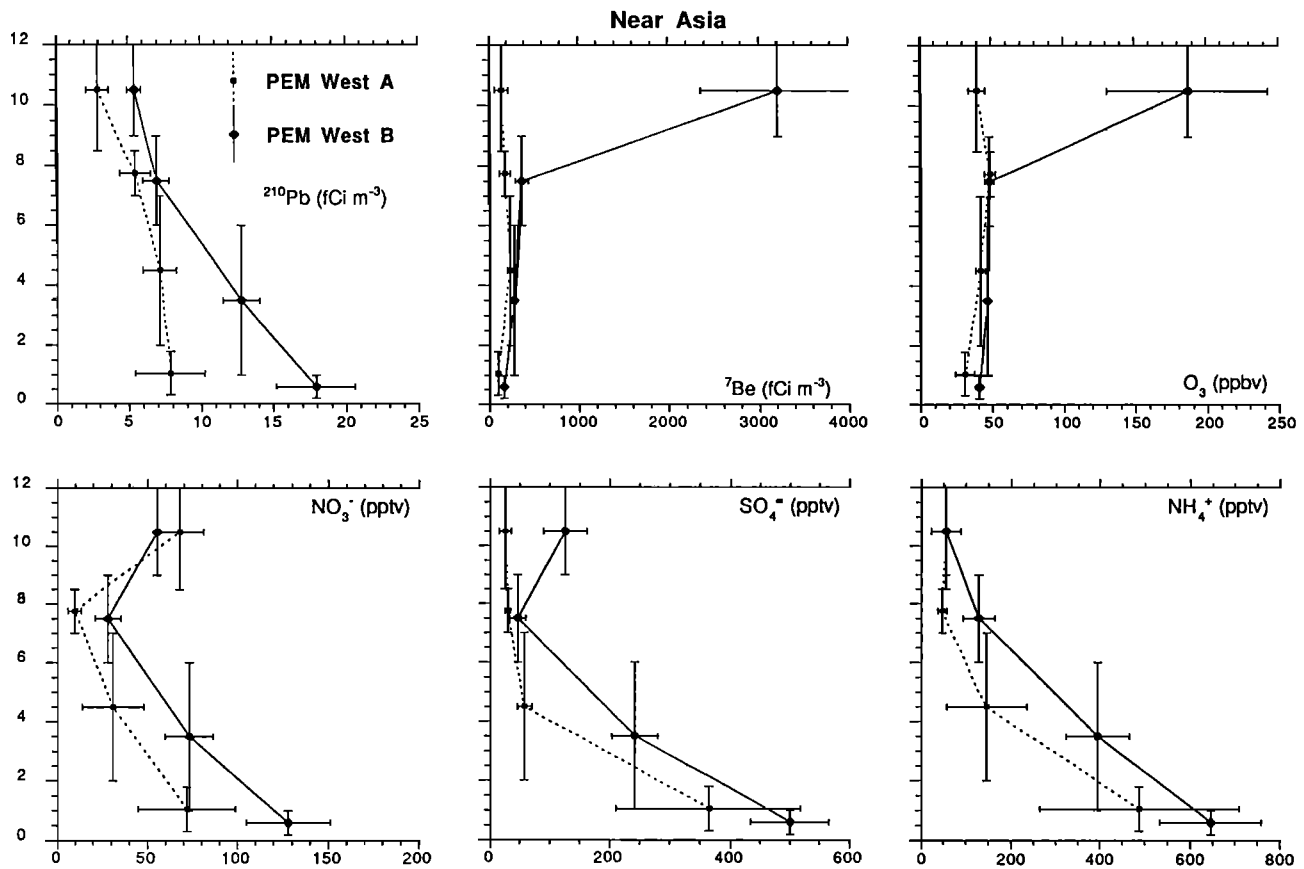 Near Asia
12
10
8
6
4
2
0
PEM West A
PEM West B
²¹⁰Pb (fCi m⁻³)
0 5 10 15 20 25
⁷Be (fCi m⁻³)
0 1000 2000 3000 4000
O₃ (ppbv)
0 50 100 150 200 250
12
10
8
6
4
2
0
NO₃⁻ (pptv)
0 50 100 150 200
SO₄⁼ (pptv)
0 200 400 600
NH₄⁺ (pptv)
0 200 400 600 800